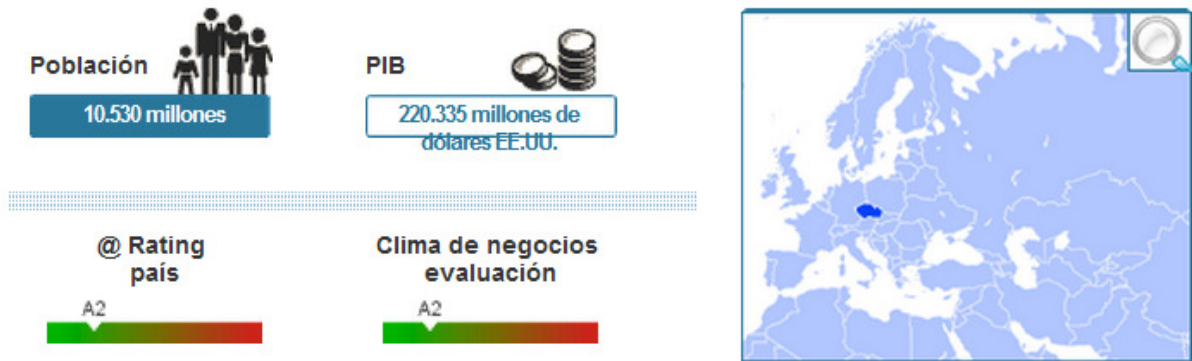 Población
10.530 millones
PIB
220.335 millones de
dólares EE.UU.
@ Rating
país
A2
Clima de negocios
evaluación
A2